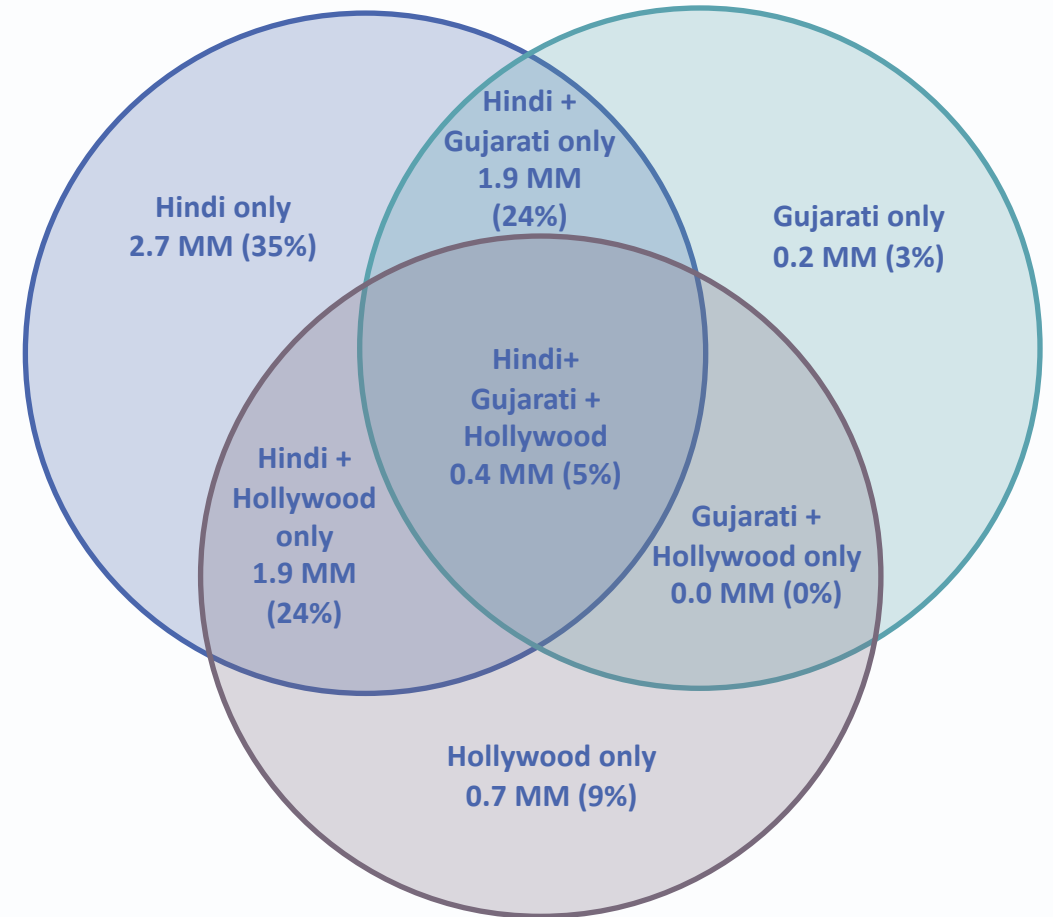 Hindi +
Gujarati only
1.9 MM
(24%)
Hindi only
2.7 MM (35%)
Gujarati only
0.2 MM (3%)
Hindi+
Gujarati +
Hollywood
0.4 MM (5%)
Hindi +
Hollywood
only
1.9 MM
(24%)
Gujarati +
Hollywood only
0.0 MM (0%)
Hollywood only
0.7 MM (9%)